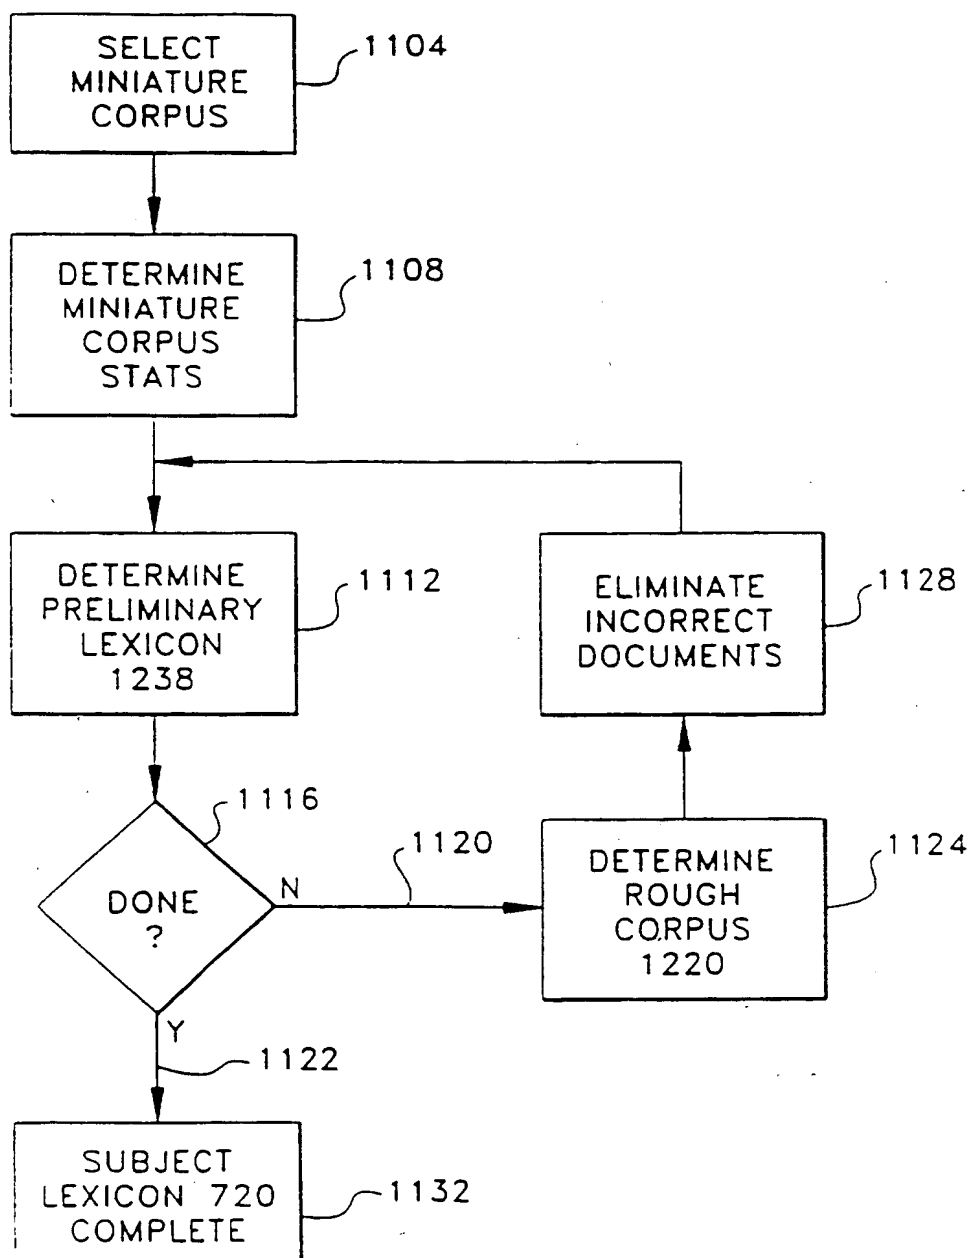 SELECT
MINIATURE
CORPUS
1104
DETERMINE
MINIATURE
CORPUS
STATS
1108
DETERMINE
PRELIMINARY
LEXICON
1238
1112
ELIMINATE
INCORRECT
DOCUMENTS
1128
DONE
?
1116
N
1120
DETERMINE
ROUGH
CORPUS
1220
1124
Y
1122
SUBJECT
LEXICON 720
COMPLETE
1132